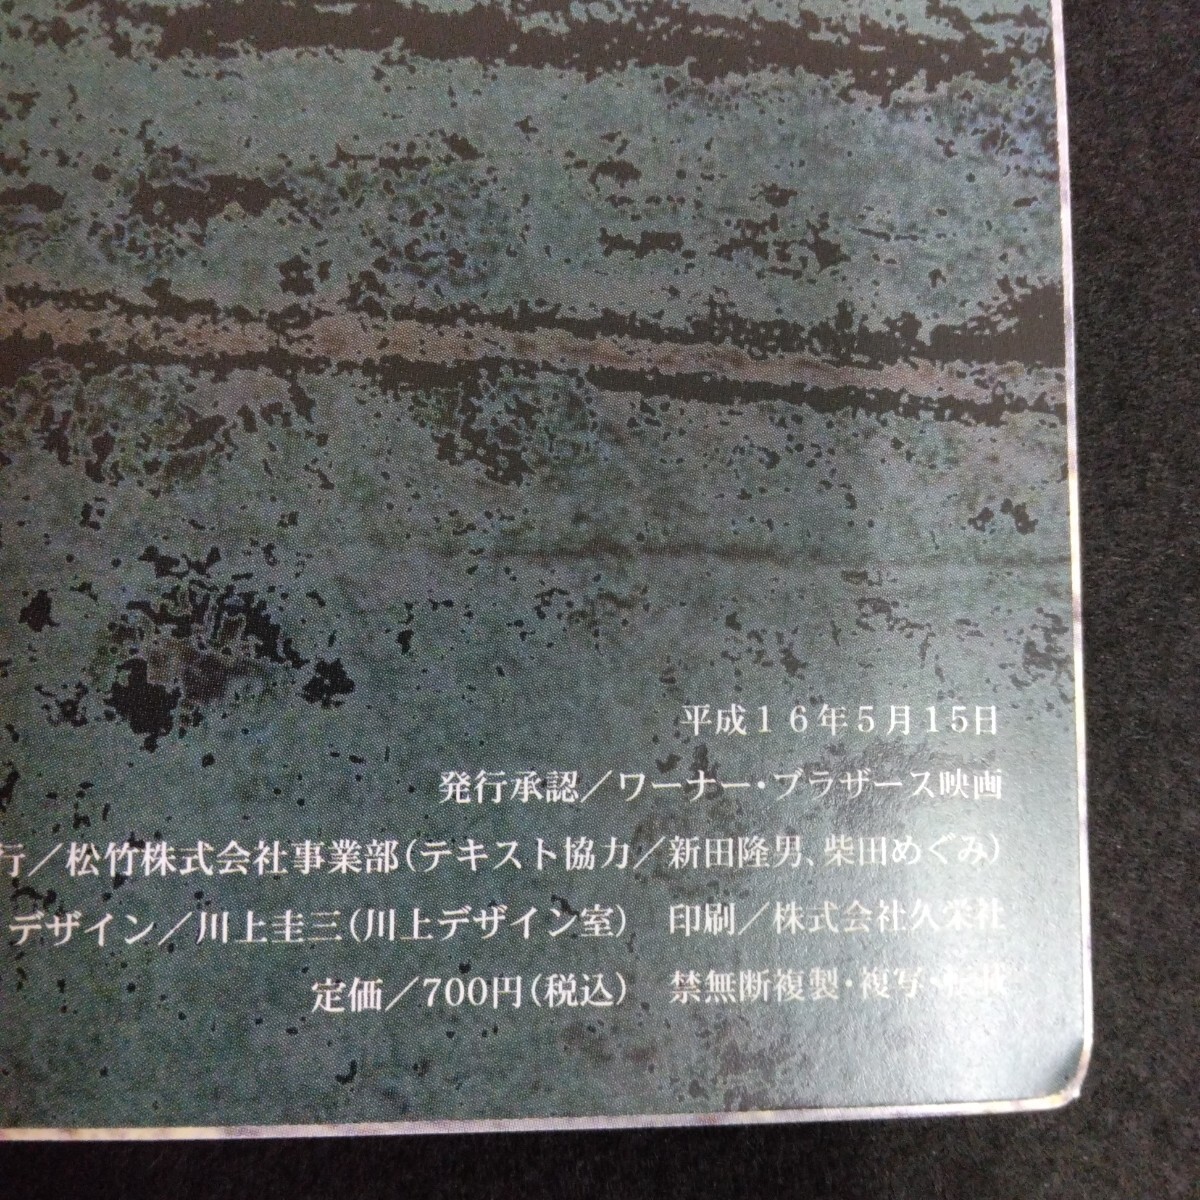 平成16年5月15日
発行承認／ワーナー・ブラザース映画
行／松竹株式会社事業部（テキスト協力／新田隆男、柴田めぐみ）
デザイン／川上圭三（川上デザイン室）　印刷／株式会社久栄社
定価／700円（税込）　禁無断複製・複写・転載